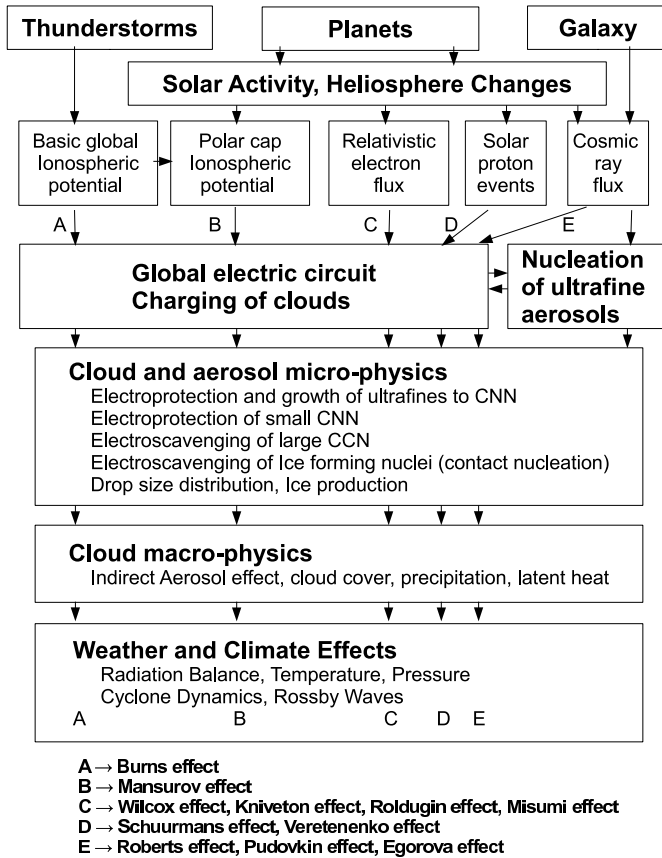 Thunderstorms
Planets
Galaxy
Solar Activity, Heliosphere Changes
Basic global
Ionospheric
potential
Polar cap
Ionospheric
potential
Relativistic
electron
flux
Solar
proton
events
Cosmic
ray
flux
A
B
C
D
E
Global electric circuit
Charging of clouds
Nucleation
of ultrafine
aerosols
Cloud and aerosol micro-physics
Electroprotection and growth of ultrafines to CNN
Electroprotection of small CNN
Electroscavenging of large CCN
Electroscavenging of Ice forming nuclei (contact nucleation)
Drop size distribution, Ice production
Cloud macro-physics
Indirect Aerosol effect, cloud cover, precipitation, latent heat
Weather and Climate Effects
Radiation Balance, Temperature, Pressure
Cyclone Dynamics, Rossby Waves
A B C D E
A → Burns effect
B → Mansurov effect
C → Wilcox effect, Kniveton effect, Roldugin effect, Misumi effect
D → Schuurmans effect, Veretenenko effect
E → Roberts effect, Pudovkin effect, Egorova effect